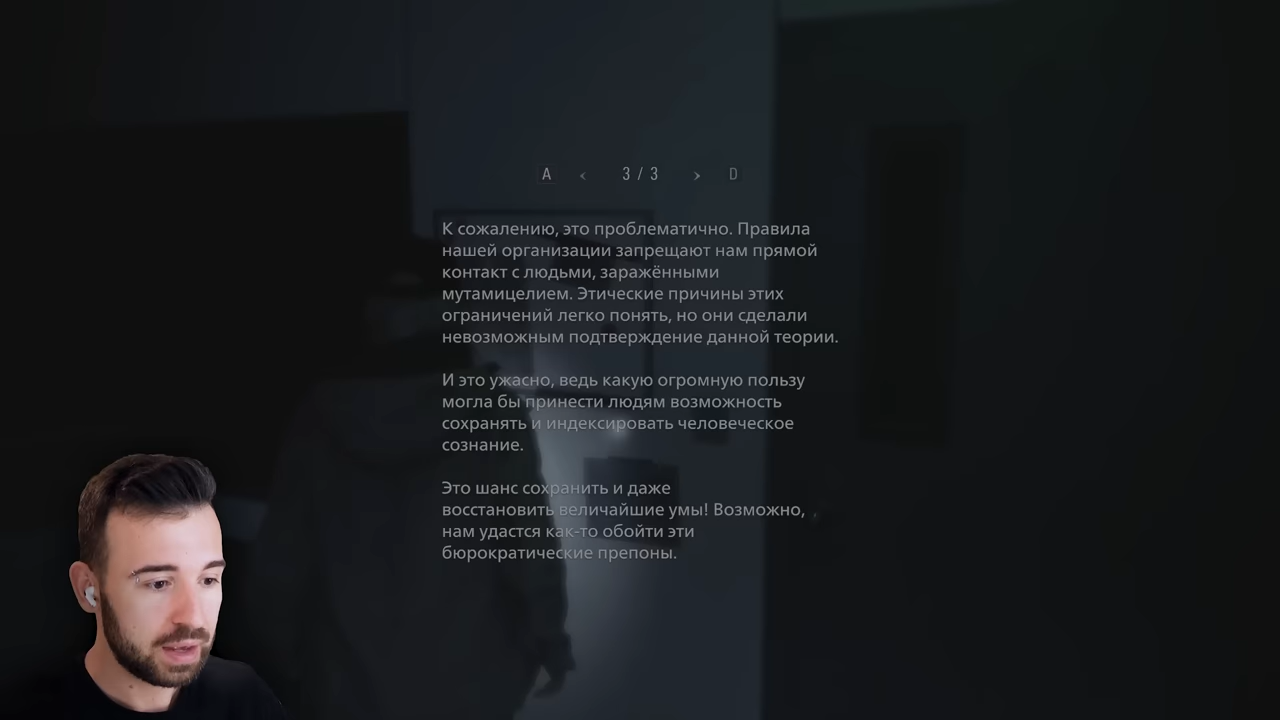 A < 3 / 3 > D
К сожалению, это проблематично. Правила
нашей организации запрещают нам прямой
контакт с людьми, заражёнными
мутамицелием. Этические причины этих
ограничений легко понять, но они сделали
невозможным подтверждение данной теории.
И это ужасно, ведь какую огромную пользу
могла бы принести людям возможность
сохранять и индексировать человеческое
сознание.
Это шанс сохранить и даже
восстановить величайшие умы! Возможно,
нам удастся как-то обойти эти
бюрократические препоны.